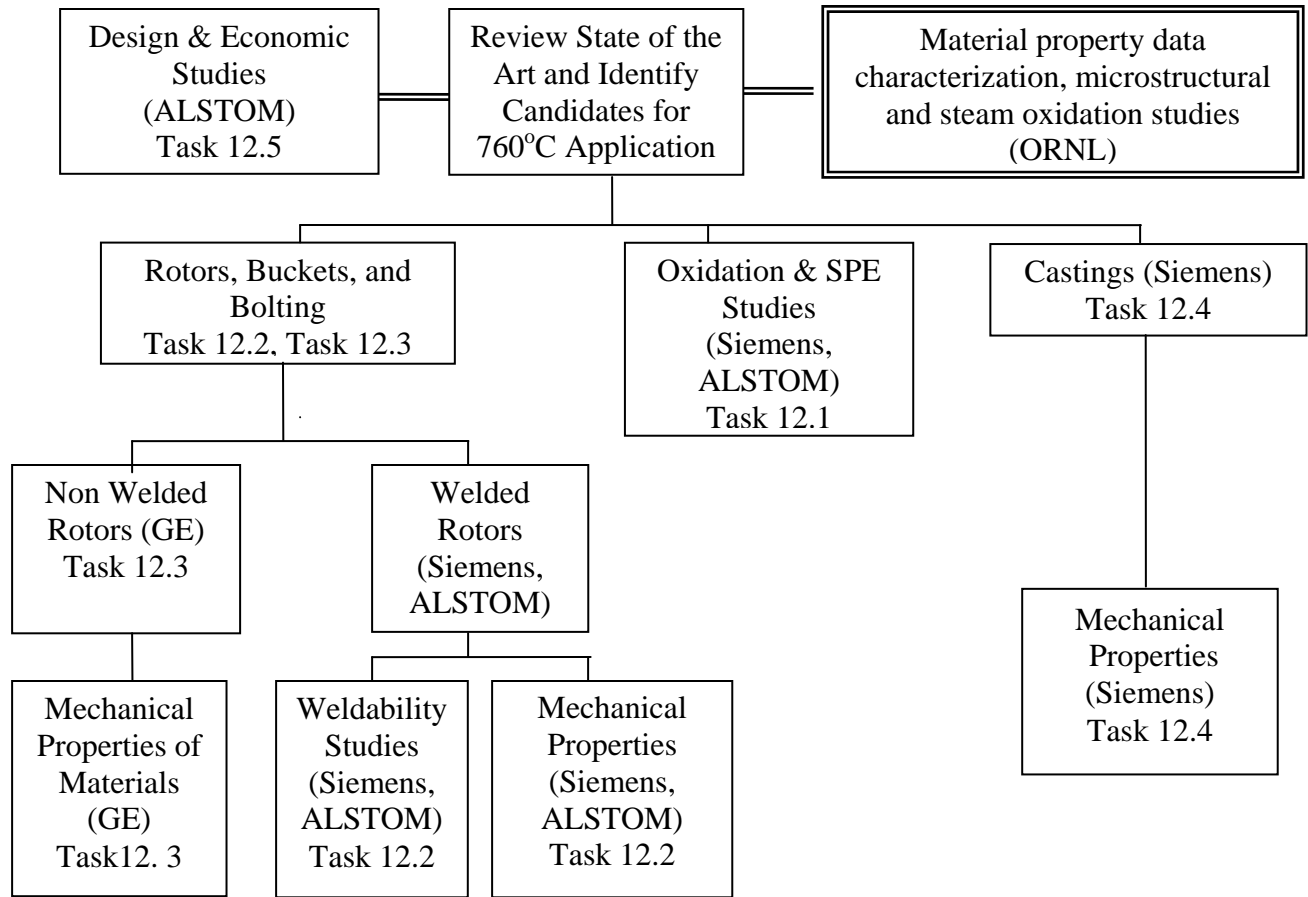 Design & Economic
Studies
(ALSTOM)
Task 12.5
Review State of the
Art and Identify
Candidates for
760°C Application
Material property data
characterization, microstructural
and steam oxidation studies
(ORNL)
Rotors, Buckets, and
Bolting
Task 12.2, Task 12.3
Oxidation & SPE
Studies
(Siemens,
ALSTOM)
Task 12.1
Castings (Siemens)
Task 12.4
Non Welded
Rotors (GE)
Task 12.3
Welded
Rotors
(Siemens,
ALSTOM)
Mechanical
Properties
(Siemens)
Task 12.4
Mechanical
Properties of
Materials
(GE)
Task12. 3
Weldability
Studies
(Siemens,
ALSTOM)
Task 12.2
Mechanical
Properties
(Siemens,
ALSTOM)
Task 12.2